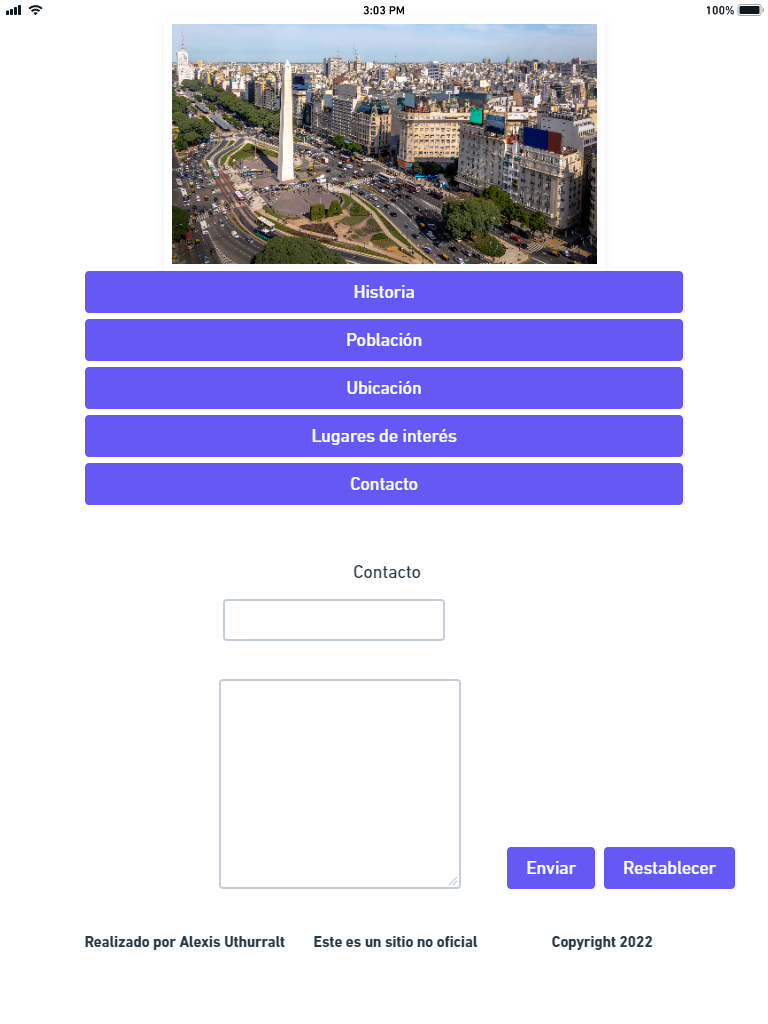 3:03 PM
100%
Historia
Población
Ubicación
Lugares de interés
Contacto
Contacto
Enviar
Restablecer
Realizado por Alexis Uthurralt
Este es un sitio no oficial
Copyright 2022